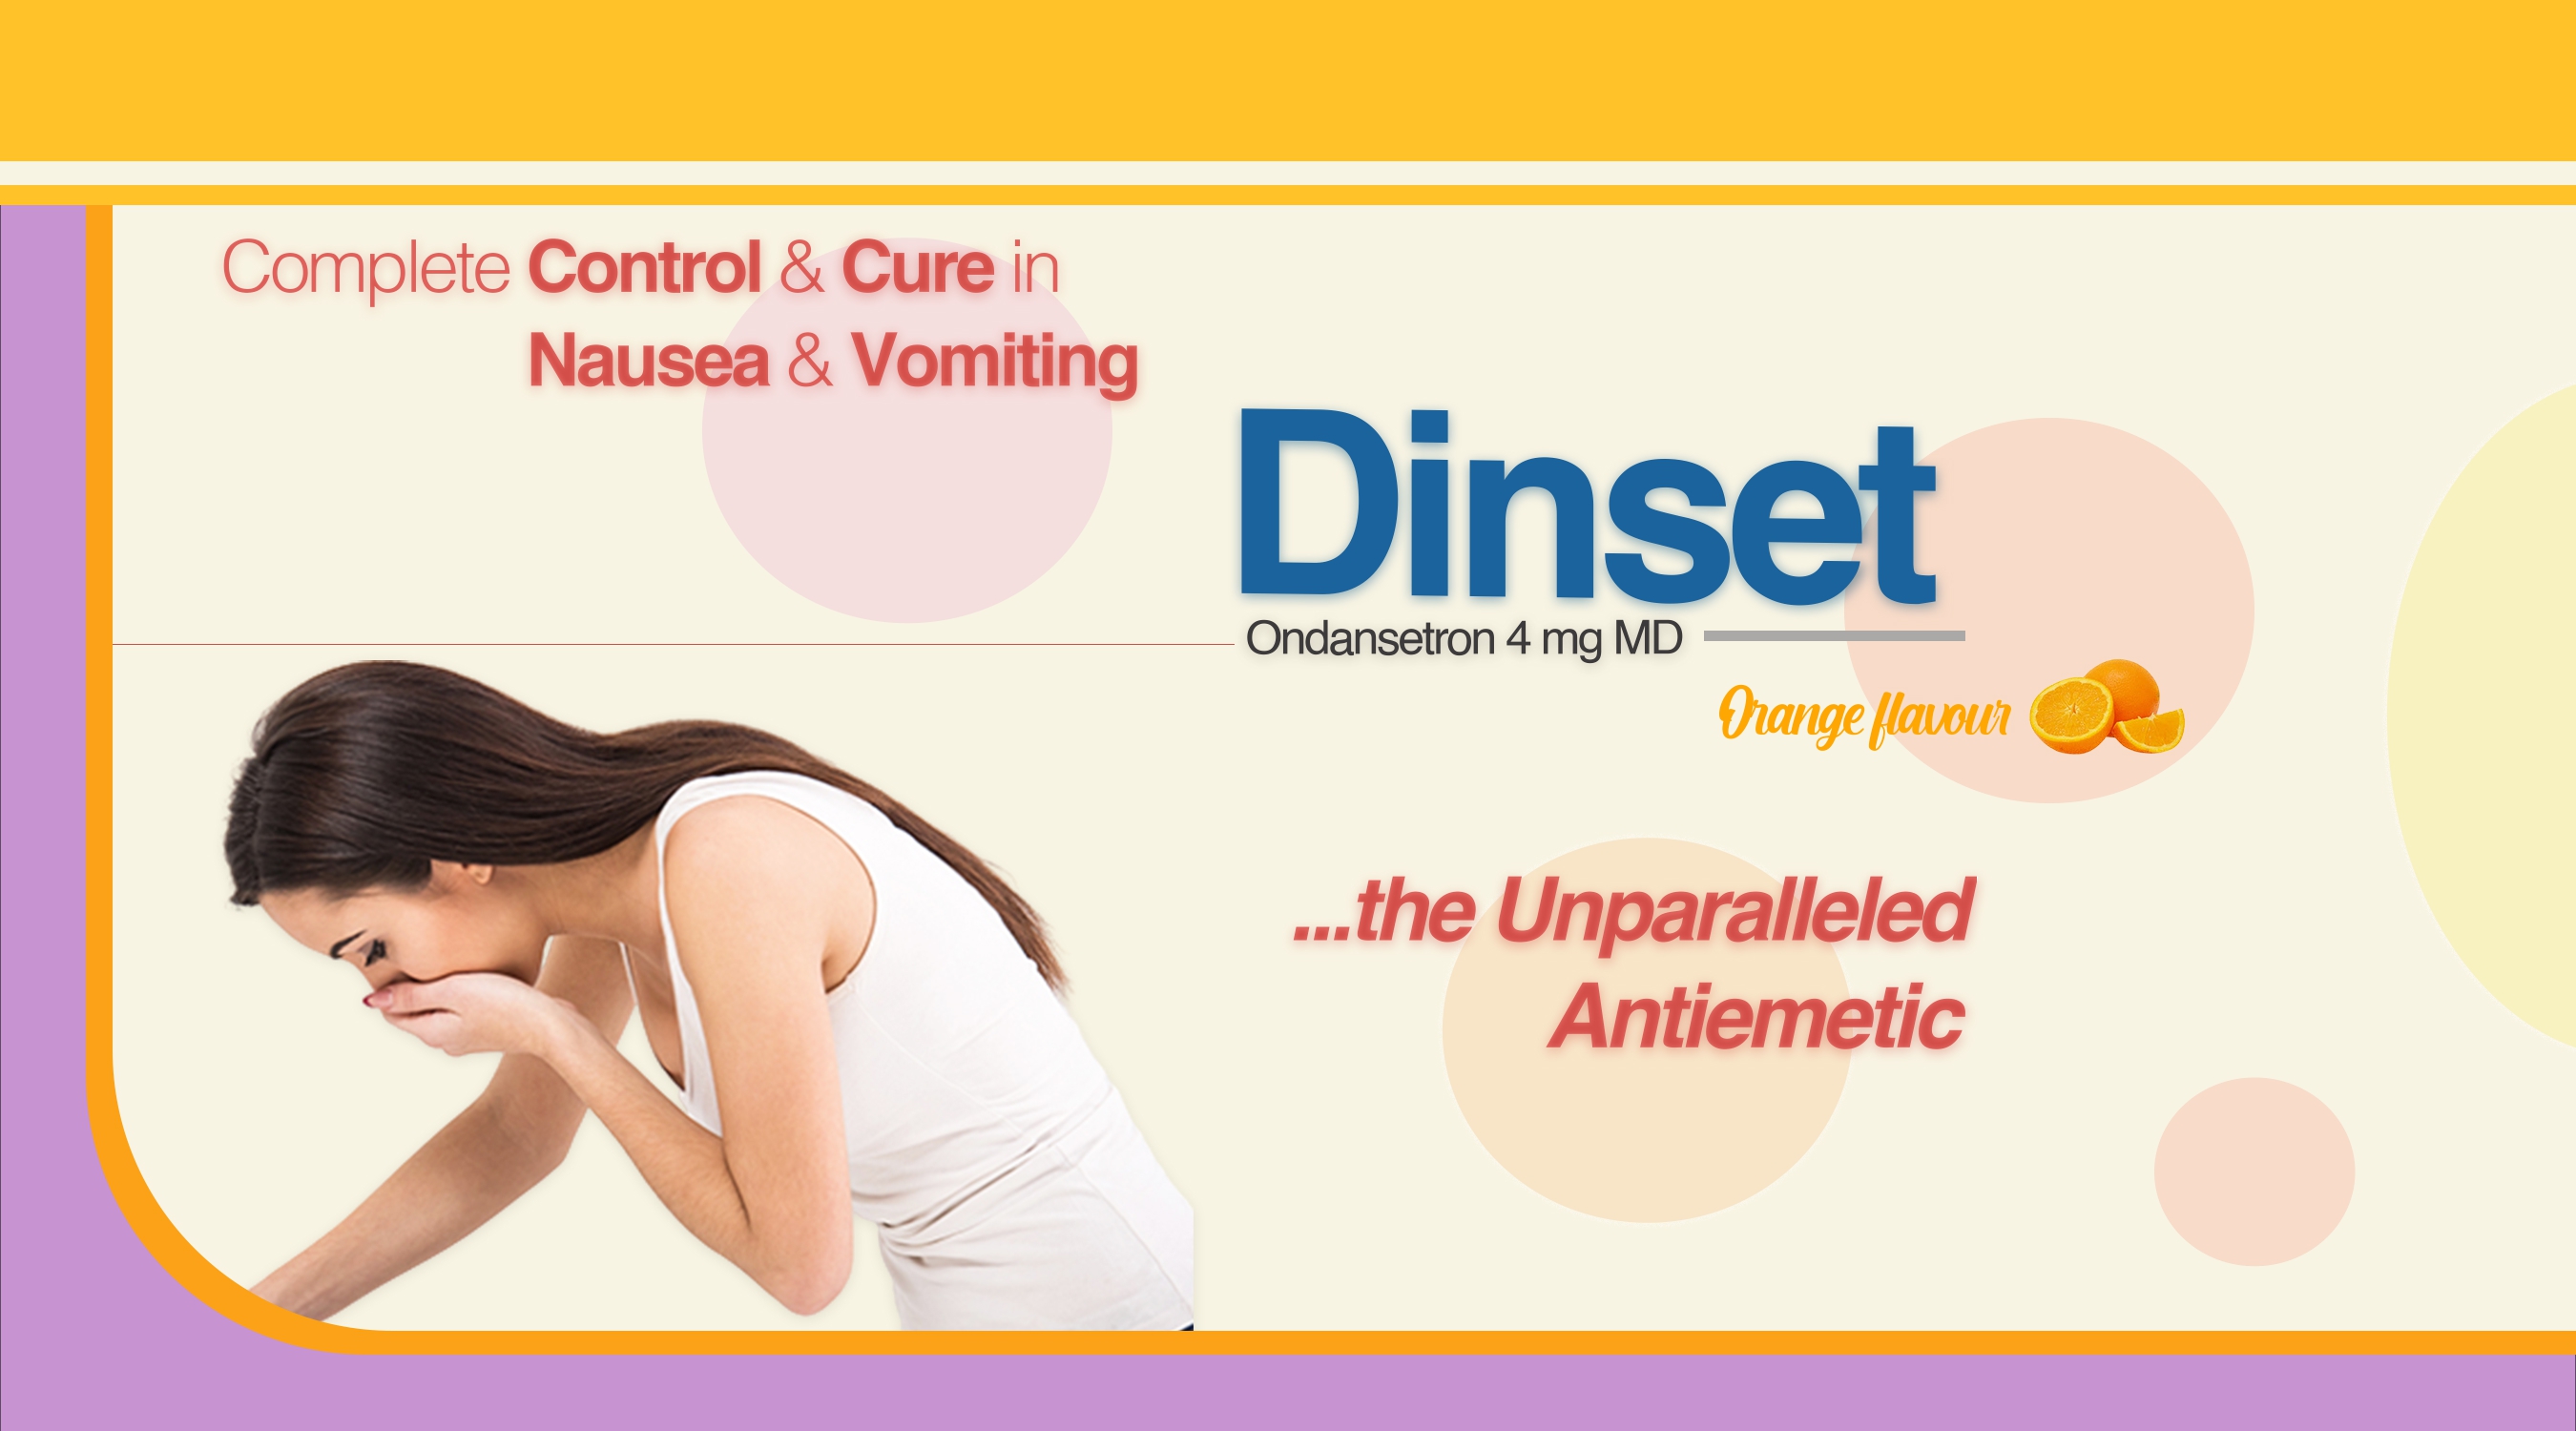 Complete Control & Cure in
Nausea & Vomiting
Dinset
Ondansetron 4 mg MD
Orange flavour
...the Unparalleled
Antiemetic